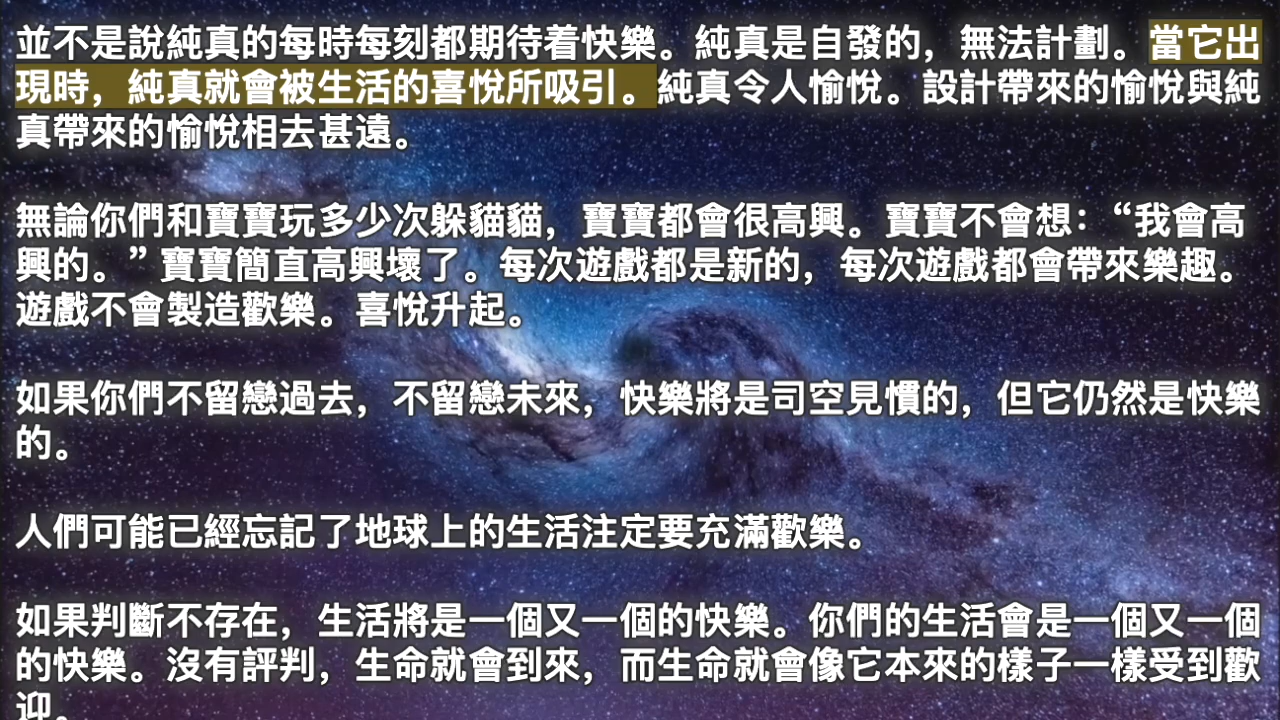 並不是說純真的每時每刻都期待着快樂。純真是自發的，無法計劃。當它出
現時，純真就會被生活的喜悅所吸引。純真令人愉悅。設計帶來的愉悅與純
真帶來的愉悅相去甚遠。
無論你們和寶寶玩多少次躲貓貓，寶寶都會很高興。寶寶不會想：“我會高
興的。”寶寶簡直高興壞了。每次遊戲都是新的，每次遊戲都會帶來樂趣。
遊戲不會製造歡樂。喜悅升起。
如果你們不留戀過去，不留戀未來，快樂將是司空見慣的，但它仍然是快樂
的。
人們可能已經忘記了地球上的生活注定要充滿歡樂。
如果判斷不存在，生活將是一個又一個的快樂。你們的生活會是一個又一個
的快樂。沒有評判，生命就會到來，而生命就會像它本來的樣子一樣受到歡
迎。